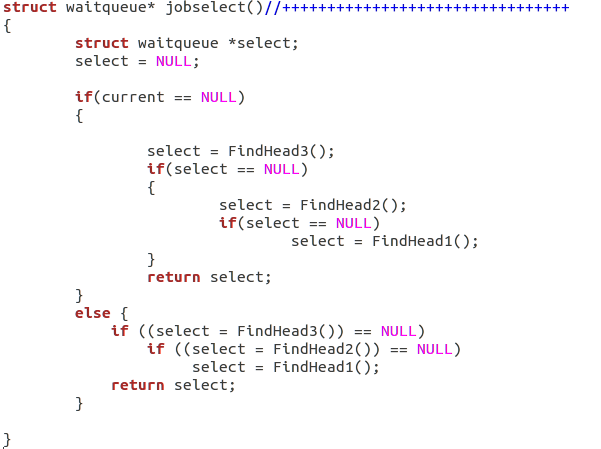 struct waitqueue* jobselect()//++++++++++++++++++++++++++++++++
{
        struct waitqueue *select;
        select = NULL;

        if(current == NULL)
        {

                select = FindHead3();
                if(select == NULL)
                {
                        select = FindHead2();
                        if(select == NULL)
                                select = FindHead1();
                }
                return select;
        }
        else {
            if ((select = FindHead3()) == NULL)
                if ((select = FindHead2()) == NULL)
                     select = FindHead1();
            return select;
        }

}